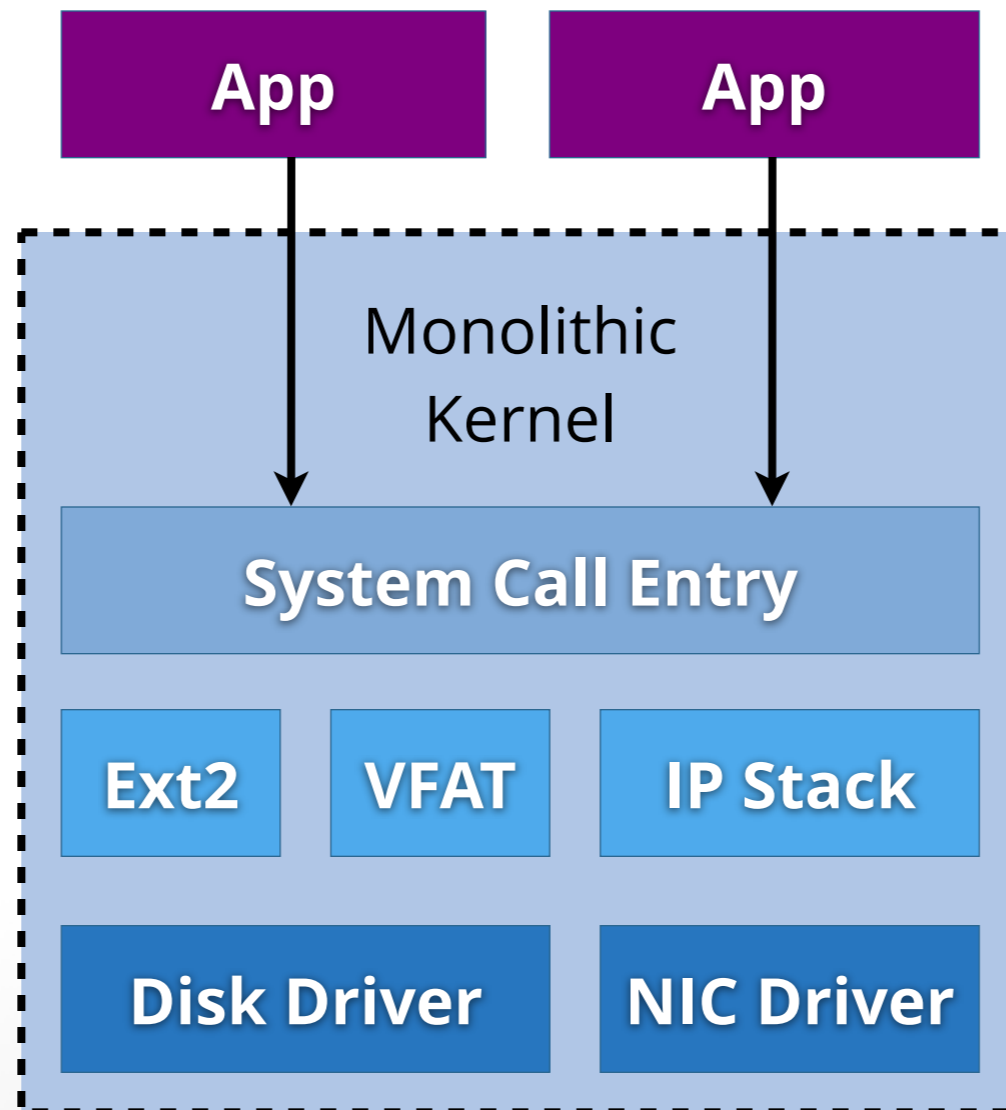 App
App
Monolithic
Kernel
System Call Entry
Ext2
VFAT
IP Stack
Disk Driver
NIC Driver